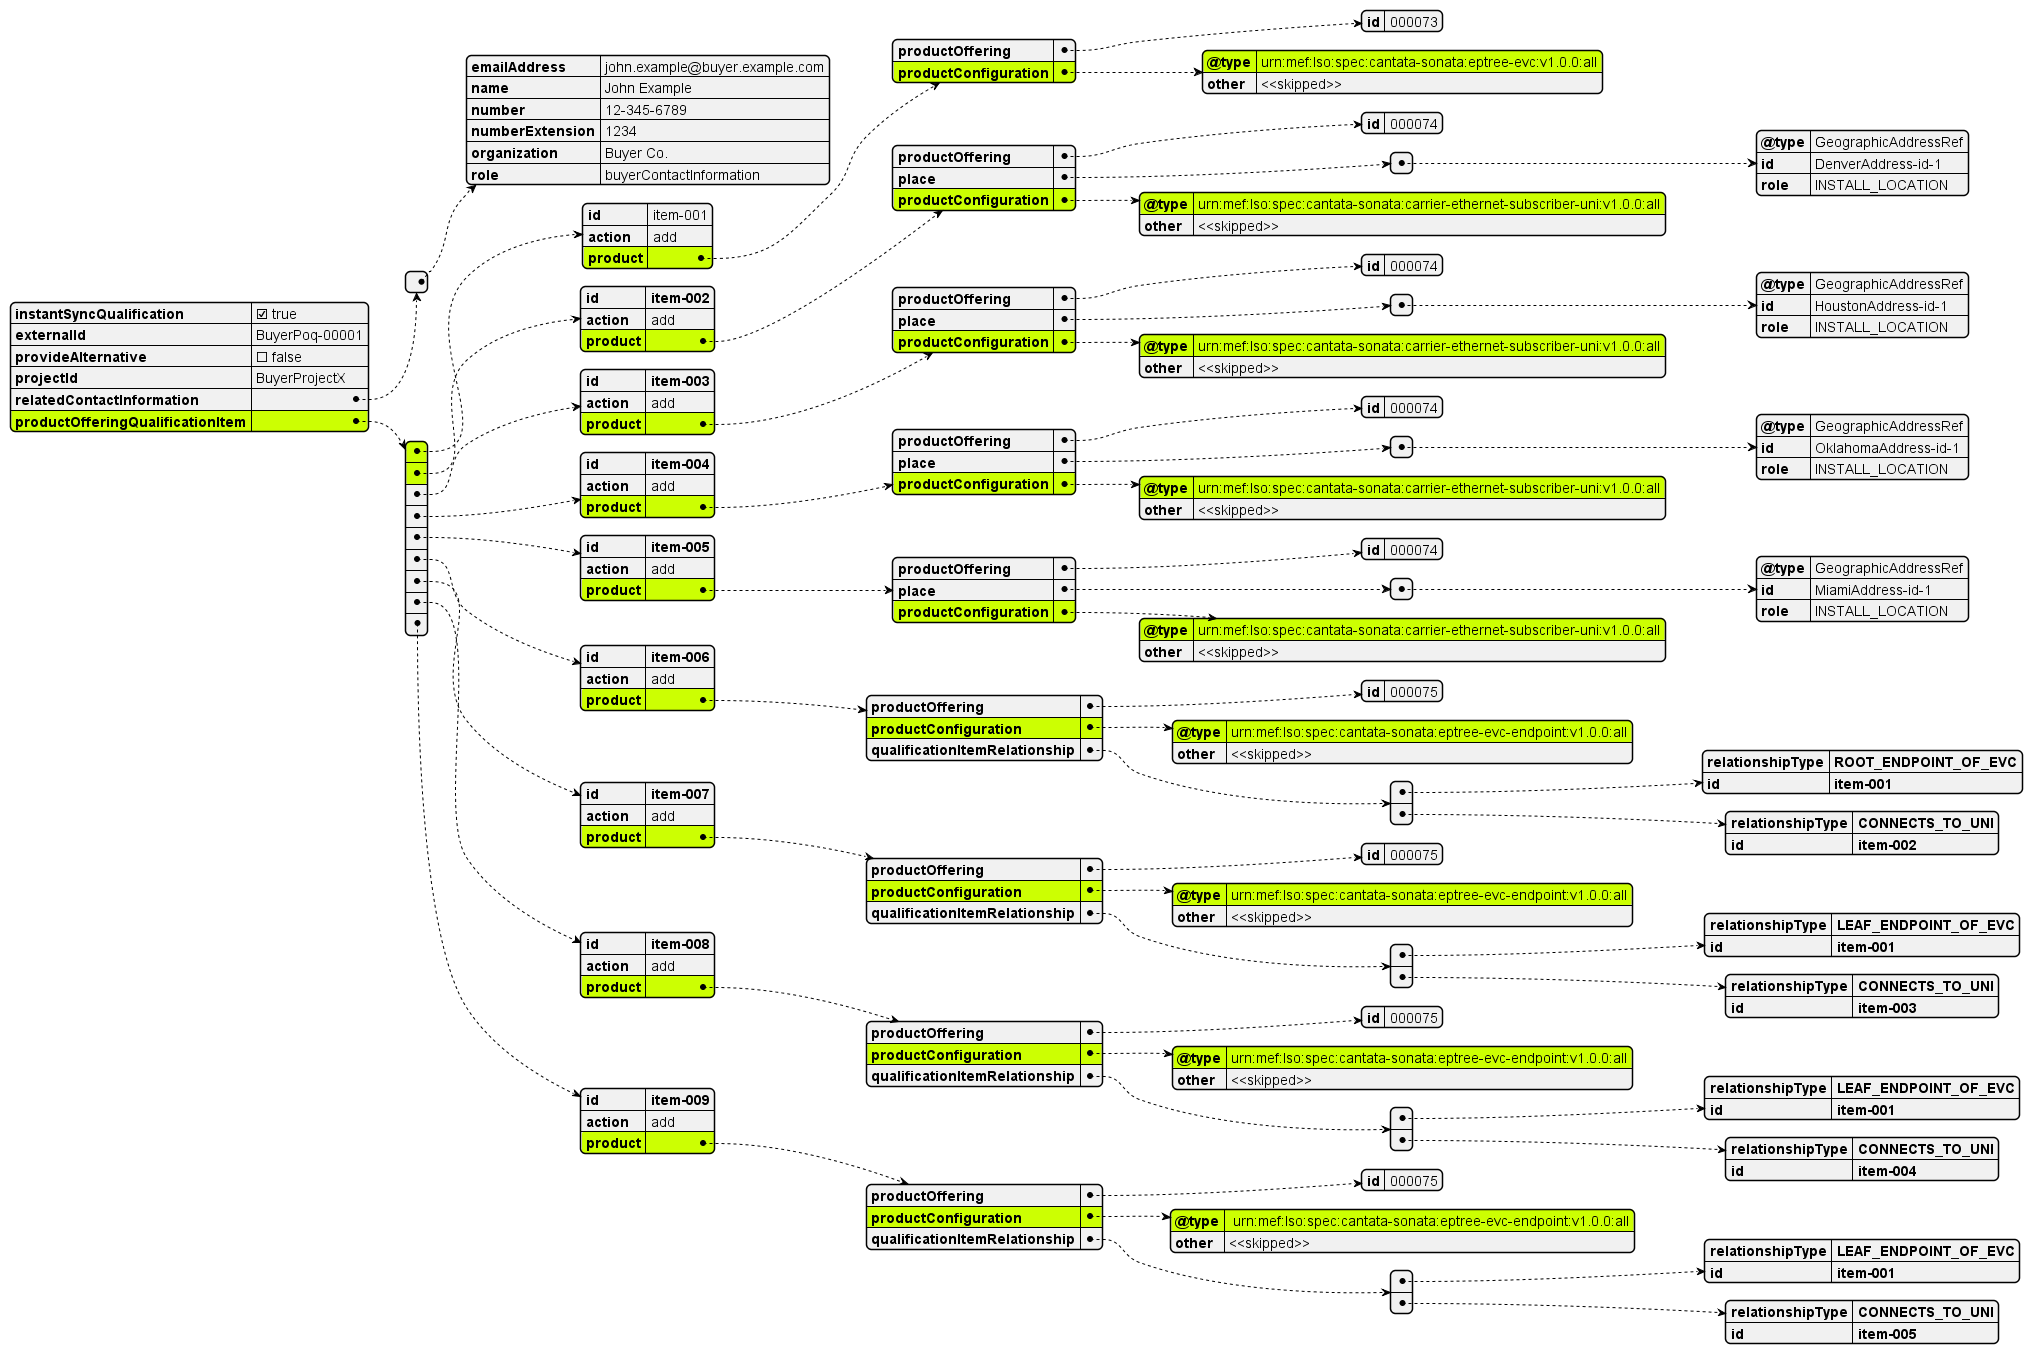 instantSyncQualification ☑ true
externalId BuyerPoq-00001
provideAlternative ☐ false
projectId BuyerProjectX
relatedContactInformation
productOfferingQualificationItem
emailAddress john.example@buyer.example.com
name John Example
number 12-345-6789
numberExtension 1234
organization Buyer Co.
role buyerContactInformation
id item-001
action add
product
productOffering
productConfiguration
id 000073
@type urn:mef:lso:spec:cantata-sonata:eptree-evc:v1.0.0:all
other <<skipped>>
id item-002
action add
product
productOffering
place
productConfiguration
id 000074
@type GeographicAddressRef
id DenverAddress-id-1
role INSTALL_LOCATION
@type urn:mef:lso:spec:cantata-sonata:carrier-ethernet-subscriber-uni:v1.0.0:all
other <<skipped>>
id item-003
action add
product
productOffering
place
productConfiguration
id 000074
@type GeographicAddressRef
id HoustonAddress-id-1
role INSTALL_LOCATION
@type urn:mef:lso:spec:cantata-sonata:carrier-ethernet-subscriber-uni:v1.0.0:all
other <<skipped>>
id item-004
action add
product
productOffering
place
productConfiguration
id 000074
@type GeographicAddressRef
id OklahomaAddress-id-1
role INSTALL_LOCATION
@type urn:mef:lso:spec:cantata-sonata:carrier-ethernet-subscriber-uni:v1.0.0:all
other <<skipped>>
id item-005
action add
product
productOffering
place
productConfiguration
id 000074
@type GeographicAddressRef
id MiamiAddress-id-1
role INSTALL_LOCATION
@type urn:mef:lso:spec:cantata-sonata:carrier-ethernet-subscriber-uni:v1.0.0:all
other <<skipped>>
id item-006
action add
product
productOffering
productConfiguration
qualificationItemRelationship
id 000075
@type urn:mef:lso:spec:cantata-sonata:eptree-evc-endpoint:v1.0.0:all
other <<skipped>>
relationshipType ROOT_ENDPOINT_OF_EVC
id item-001
relationshipType CONNECTS_TO_UNI
id item-002
id item-007
action add
product
productOffering
productConfiguration
qualificationItemRelationship
id 000075
@type urn:mef:lso:spec:cantata-sonata:eptree-evc-endpoint:v1.0.0:all
other <<skipped>>
relationshipType LEAF_ENDPOINT_OF_EVC
id item-001
relationshipType CONNECTS_TO_UNI
id item-003
id item-008
action add
product
productOffering
productConfiguration
qualificationItemRelationship
id 000075
@type urn:mef:lso:spec:cantata-sonata:eptree-evc-endpoint:v1.0.0:all
other <<skipped>>
relationshipType LEAF_ENDPOINT_OF_EVC
id item-001
relationshipType CONNECTS_TO_UNI
id item-004
id item-009
action add
product
productOffering
productConfiguration
qualificationItemRelationship
id 000075
@type urn:mef:lso:spec:cantata-sonata:eptree-evc-endpoint:v1.0.0:all
other <<skipped>>
relationshipType LEAF_ENDPOINT_OF_EVC
id item-001
relationshipType CONNECTS_TO_UNI
id item-005